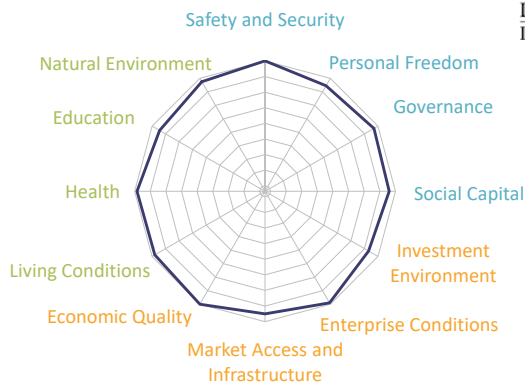 Safety and Security
Personal Freedom
Governance
Social Capital
Investment
Environment
Enterprise Conditions
Market Access and
Infrastructure
Economic Quality
Living Conditions
Health
Education
Natural Environment